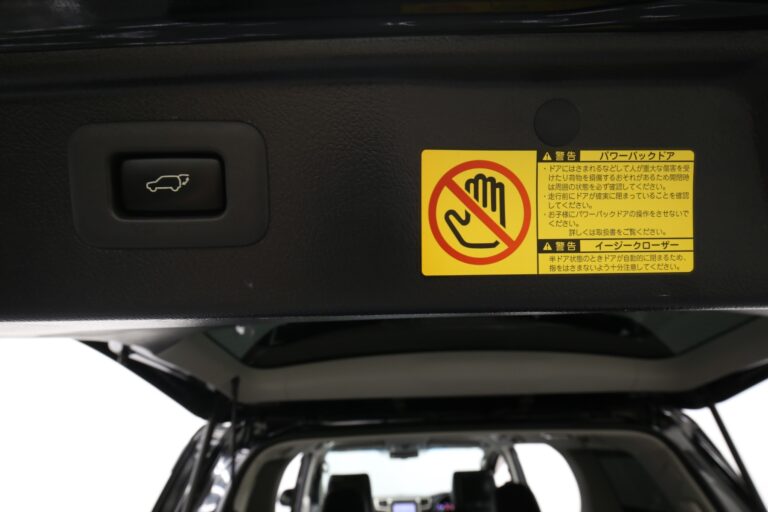 ⚠警告 パワーバックドア
・ドアにはさまれるなどして人が重大な傷害を受
けたり荷物を損傷するおそれがあるため開閉時
は周囲の状態を必ず確認してください。
・走行前にドアが確実に閉まっていることを確認
してください。
・お子様にパワーバックドアの操作をさせないで
ください。
詳しくは取扱書をご覧ください。
⚠警告 イージークローザー
半ドア状態のときドアが自動的に閉まるため、
指をはさまないよう十分注意してください。